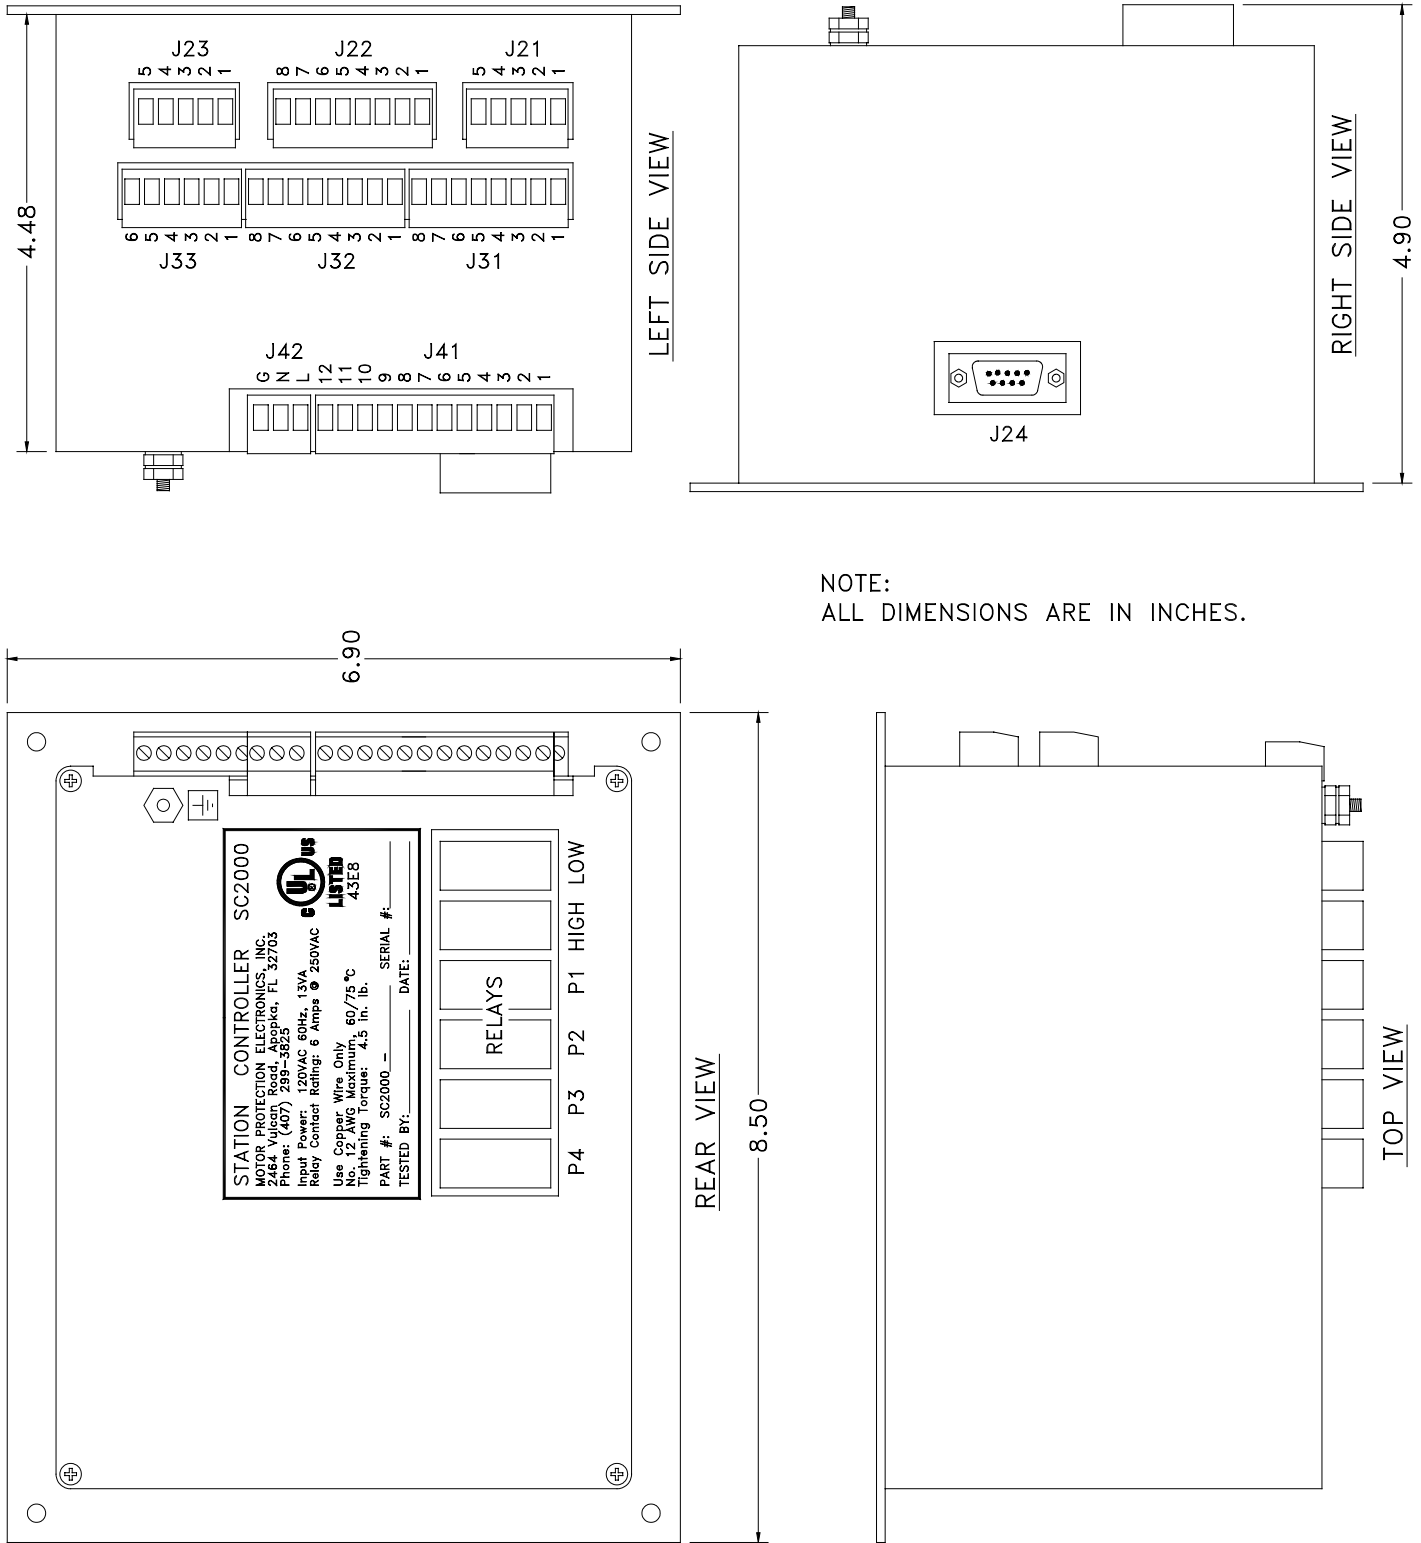 J23 J22 J21
5 4 3 2 1 8 7 6 5 4 3 2 1 5 4 3 2 1
6 5 4 3 2 1 8 7 6 5 4 3 2 1 8 7 6 5 4 3 2 1
J33 J32 J31
J42 J41
G N L 12 11 10 9 8 7 6 5 4 3 2 1
4.48
LEFT SIDE VIEW
J24
RIGHT SIDE VIEW
4.90
NOTE:
ALL DIMENSIONS ARE IN INCHES.
6.90
STATION CONTROLLER SC2000
MOTOR PROTECTION ELECTRONICS, INC.
2464 Vulcan Road, Apopka, FL 32703
Phone: (407) 299-3825
Input Power: 120VAC 60Hz, 13VA
Relay Contact Rating: 6 Amps @ 250VAC
Use Copper Wire Only
No. 12 AWG Maximum, 60/75°C
Tightening Torque: 4.5 in. lb.
PART #: SC2000 - SERIAL #:
TESTED BY: DATE:
C UL ® US
LISTED
43E8
RELAYS
P4 P3 P2 P1 HIGH LOW
REAR VIEW
8.50
TOP VIEW